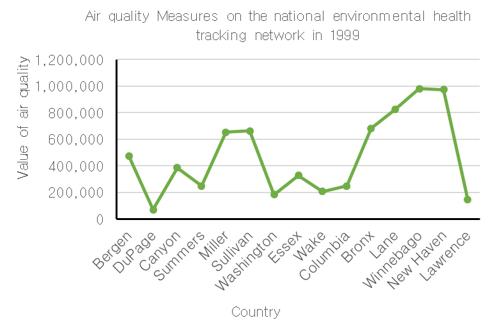 Air quality Measures on the national environmental health
tracking network in 1999
Value of air quality
1,200,000
1,000,000
800,000
600,000
400,000
200,000
0
Bergen
DuPage
Canyon
Summers
Miller
Sullivan
Washington
Essex
Wake
Columbia
Bronx
Lane
Winnebago
New Haven
Lawrence
Country